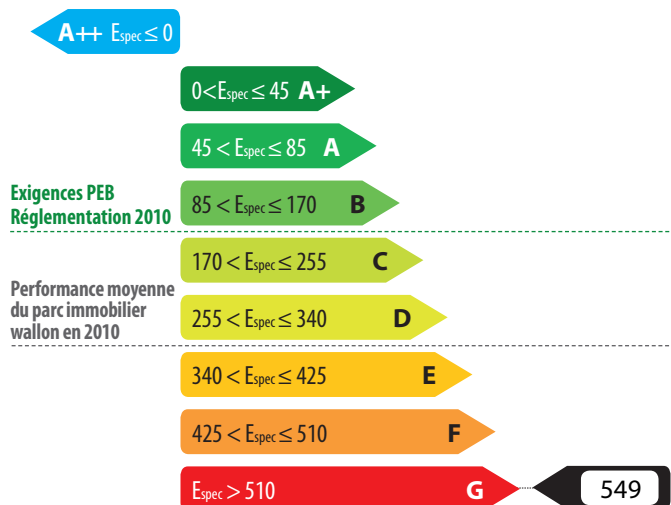 A++ Espec ≤ 0
0<Espec ≤ 45 A+
45 < Espec ≤ 85 A
Exigences PEB
Réglementation 2010
85 < Espec ≤ 170 B
170 < Espec ≤ 255 C
Performance moyenne
du parc immobilier
wallon en 2010
255 < Espec ≤ 340 D
340 < Espec ≤ 425 E
425 < Espec ≤ 510 F
Espec > 510 G 549